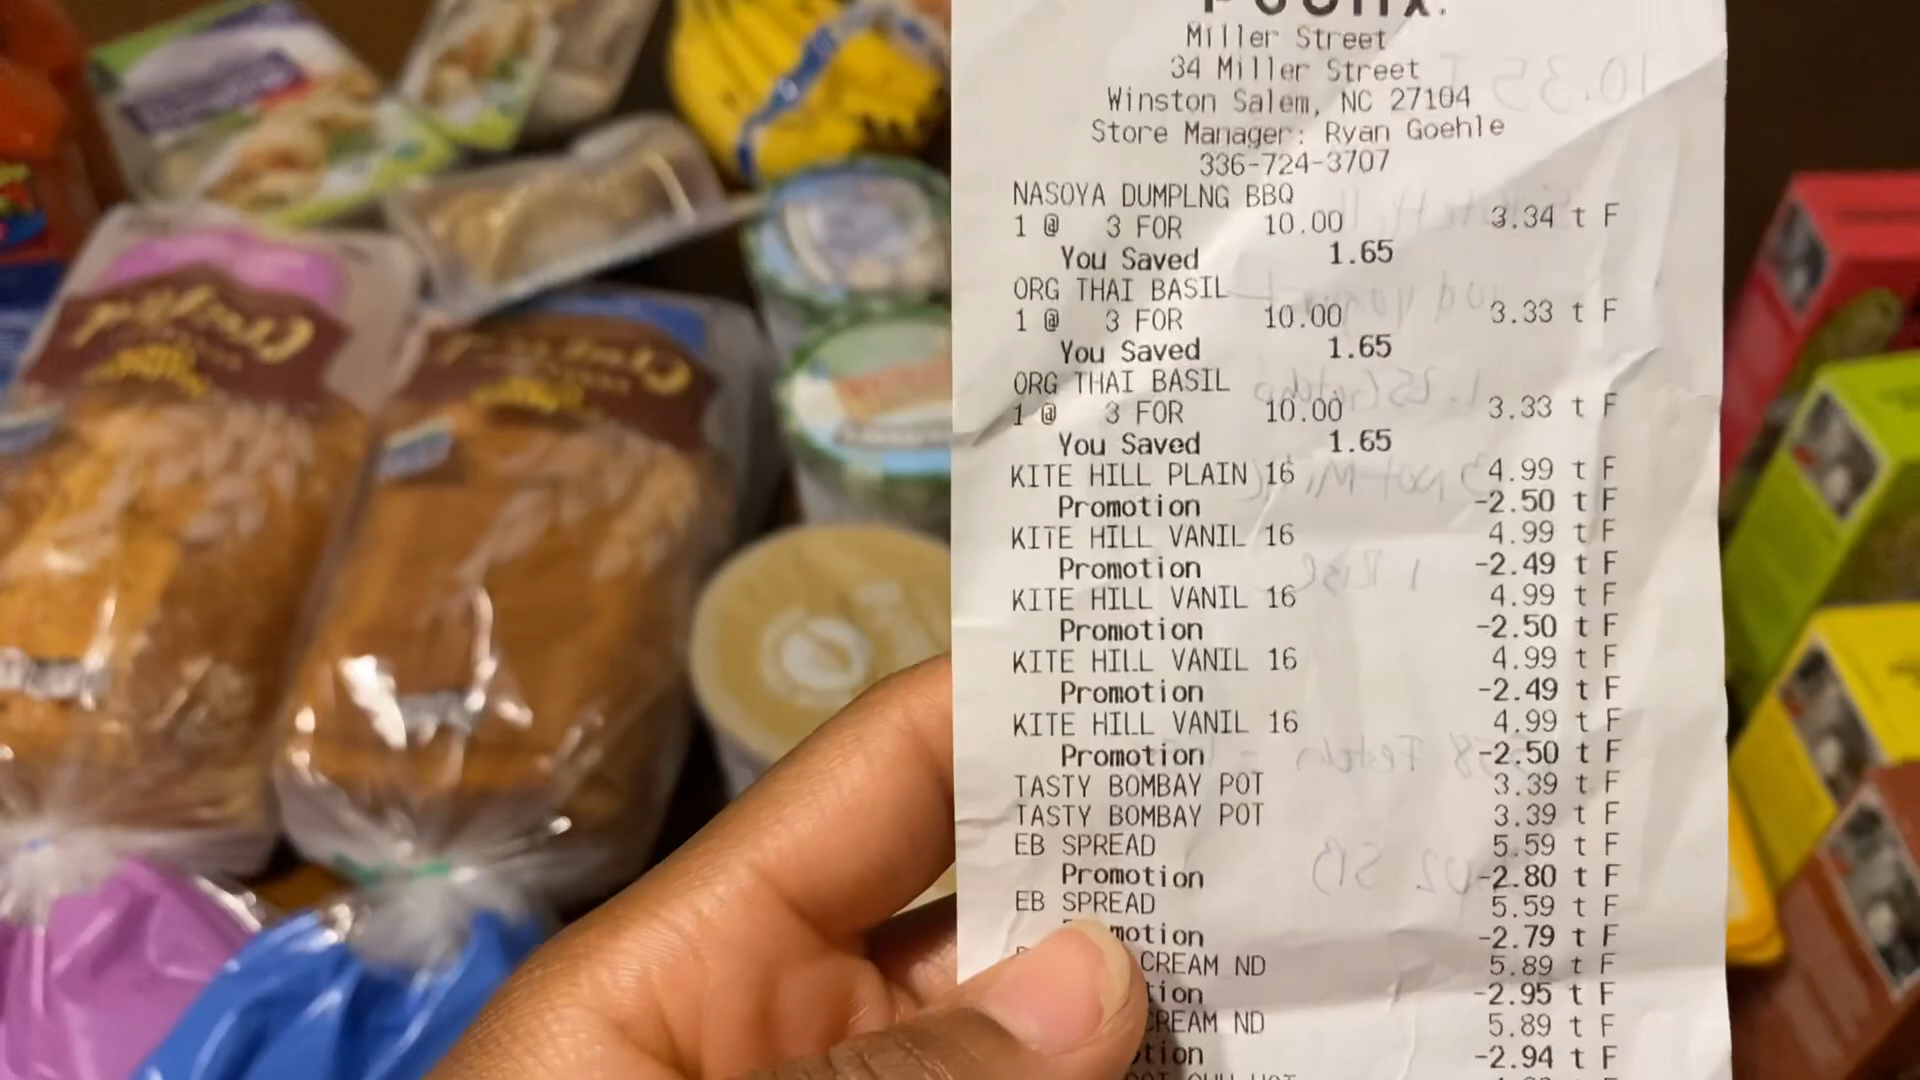 Miller Street
34 Miller Street
Winston Salem, NC 27104
Store Manager: Ryan Goehle
336-724-3707
NASOYA DUMPLNG BBQ
1 @ 3 FOR 10.00 3.34 t F
You Saved 1.65
ORG THAI BASIL
1 @ 3 FOR 10.00 3.33 t F
You Saved 1.65
ORG THAI BASIL
1 @ 3 FOR 10.00 3.33 t F
You Saved 1.65
KITE HILL PLAIN 16 4.99 t F
Promotion -2.50 t F
KITE HILL VANIL 16 4.99 t F
Promotion -2.49 t F
KITE HILL VANIL 16 4.99 t F
Promotion -2.50 t F
KITE HILL VANIL 16 4.99 t F
Promotion -2.49 t F
KITE HILL VANIL 16 4.99 t F
Promotion -2.50 t F
TASTY BOMBAY POT 3.39 t F
TASTY BOMBAY POT 3.39 t F
EB SPREAD 5.59 t F
Promotion -2.80 t F
EB SPREAD 5.59 t F
motion -2.79 t F
CREAM ND 5.89 t F
tion -2.95 t F
CREAM ND 5.89 t F
tion -2.94 t F